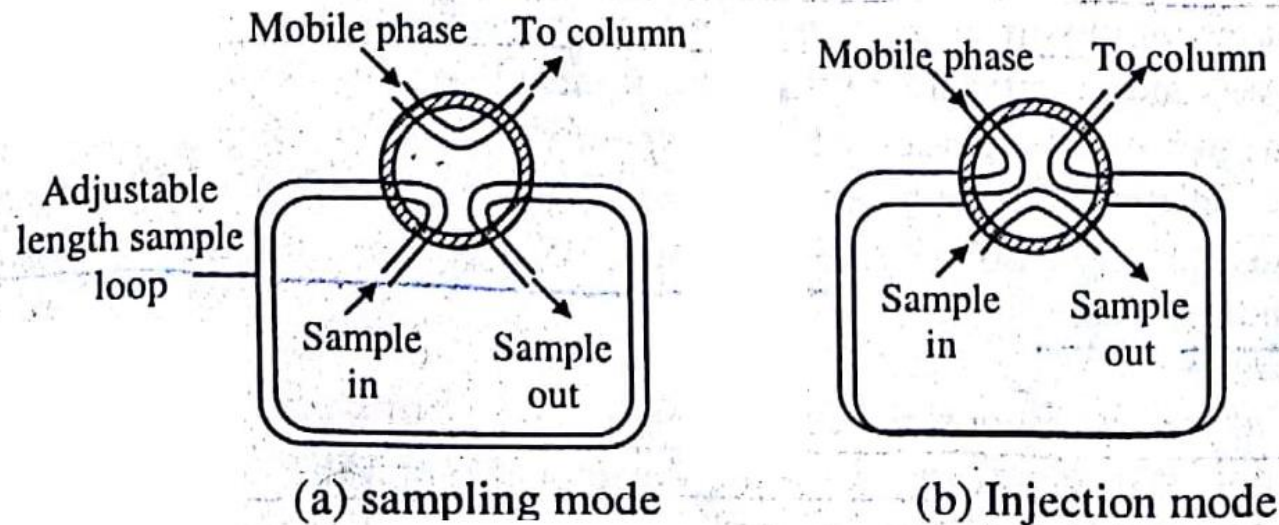 Mobile phase To column
Adjustable
length sample
loop
Sample
in
Sample
out
(a) sampling mode
Mobile phase To column
Sample
in
Sample
out
(b) Injection mode